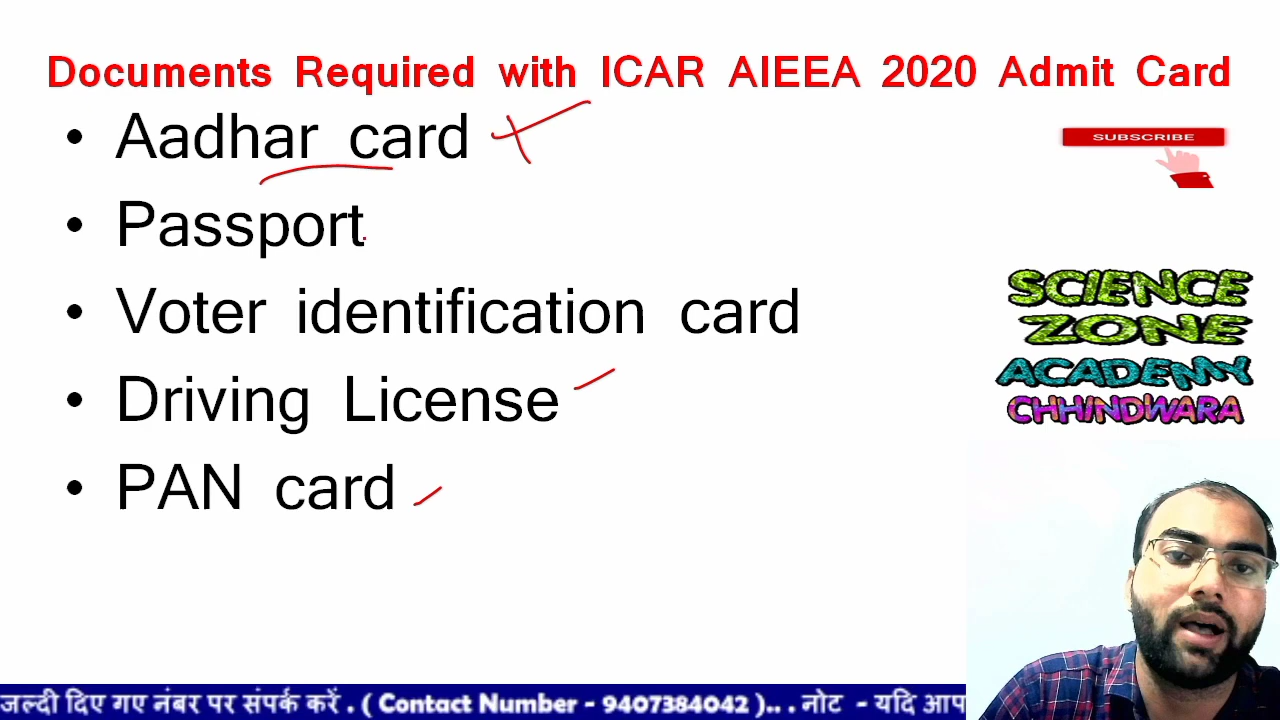 Documents Required with ICAR AIEEA 2020 Admit Card
• Aadhar card
SUBSCRIBE
• Passport
• Voter identification card
SCIENCE
ZONE
ACADEMY
CHHINDWARA
• Driving License
• PAN card
जल्दी दिए गए नंबर पर संपर्क करें . ( Contact Number - 9407384042 ).. . नोट - यदि आप